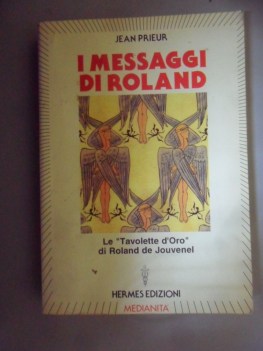 JEAN PRIEUR
I MESSAGGI
DI ROLAND
Le "Tavolette d'Oro"
di Roland de Jouvenel
HERMES EDIZIONI
MEDIANITÀ